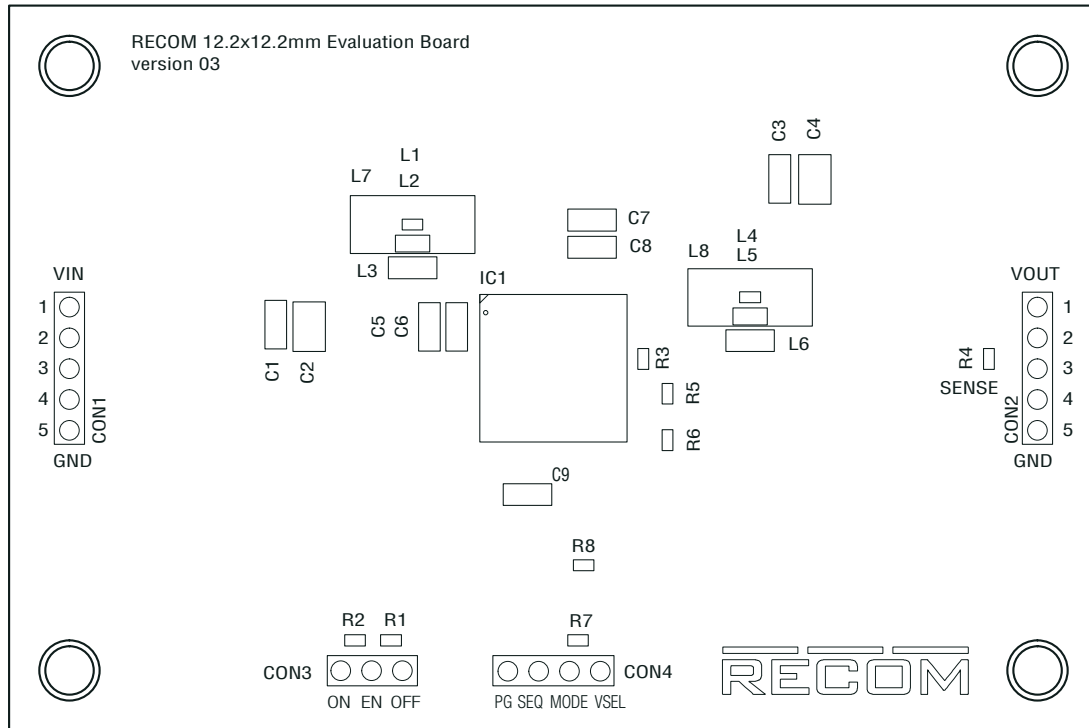 RECOM 12.2x12.2mm Evaluation Board
version 03
C3
C4
L1
L7
L2
C7
C8
L4
L8
L5
L3
IC1
VIN
VOUT
1
2
3
4
5
CON1
GND
C1
C2
C5
C6
L6
R3
R5
R6
R4
SENSE
1
2
3
4
5
CON2
GND
C9
R8
R2
R1
R7
CON3
CON4
ON EN OFF
PG SEQ MODE VSEL
RECOM